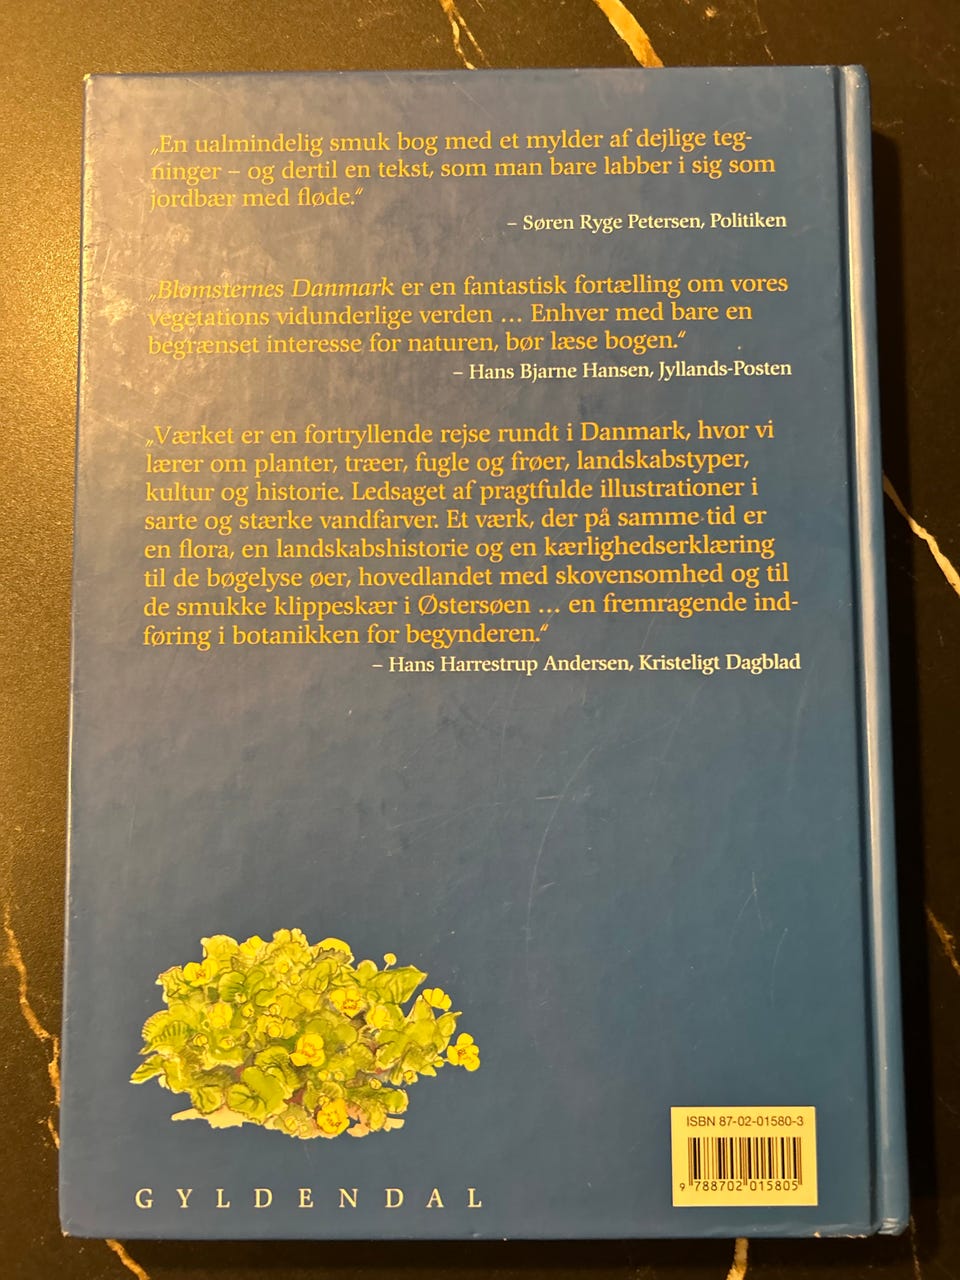 „En ualmindelig smuk bog med et mylder af dejlige teg-
ninger – og dertil en tekst, som man bare labber i sig som
jordbær med fløde.“
– Søren Ryge Petersen, Politiken
„Blomsternes Danmark er en fantastisk fortælling om vores
vegetations vidunderlige verden ... Enhver med bare en
begrænset interesse for naturen, bør læse bogen.“
– Hans Bjarne Hansen, Jyllands-Posten
„Værket er en fortryllende rejse rundt i Danmark, hvor vi
lærer om planter, træer, fugle og frøer, landskabstyper,
kultur og historie. Ledsaget af pragtfulde illustrationer i
sarte og stærke vandfarver. Et værk, der på samme tid er
en flora, en landskabshistorie og en kærlighedserklæring
til de bøgelyse øer, hovedlandet med skovensomhed og til
de smukke klippeskær i Østersøen ... en fremragende ind-
føring i botanikken for begynderen.“
– Hans Harrestrup Andersen, Kristeligt Dagblad
ISBN 87-02-01580-3
9 788702 015805
GYLDENDAL